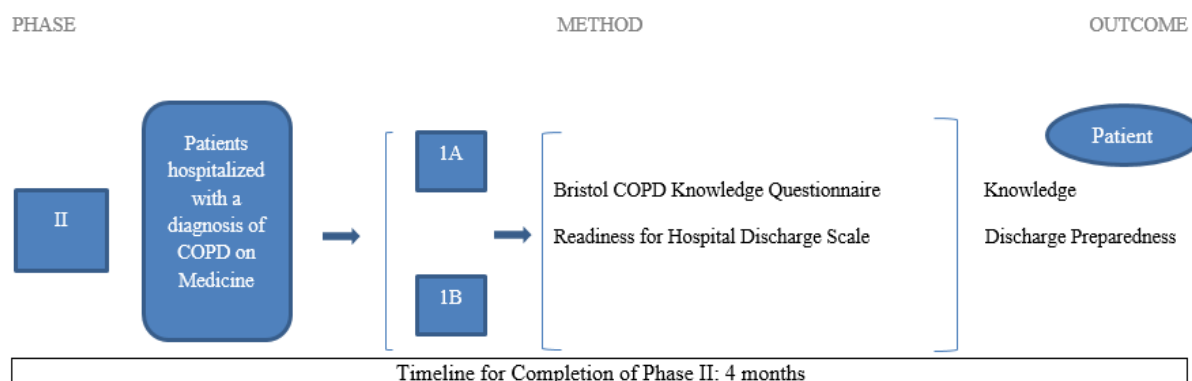 PHASE
METHOD
OUTCOME
Patients
hospitalized
with a
diagnosis of
COPD on
Medicine
II
1A
1B
Bristol COPD Knowledge Questionnaire
Readiness for Hospital Discharge Scale
Patient
Knowledge
Discharge Preparedness
Timeline for Completion of Phase II: 4 months